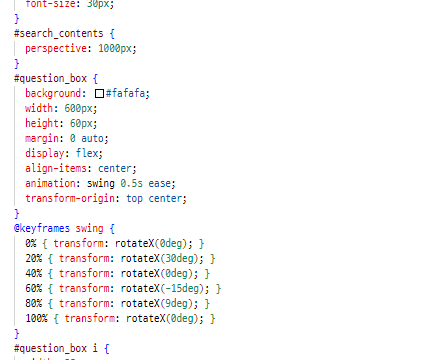 font-size: 30px;
}
#search_contents {
perspective: 1000px;
}
#question_box {
background: #fafafa;
width: 600px;
height: 60px;
margin: 0 auto;
display: flex;
align-items: center;
animation: swing 0.5s ease;
transform-origin: top center;
}
@keyframes swing {
0% { transform: rotateX(0deg); }
20% { transform: rotateX(30deg); }
40% { transform: rotateX(0deg); }
60% { transform: rotateX(-15deg); }
80% { transform: rotateX(9deg); }
100% { transform: rotateX(0deg); }
}
#question_box i {